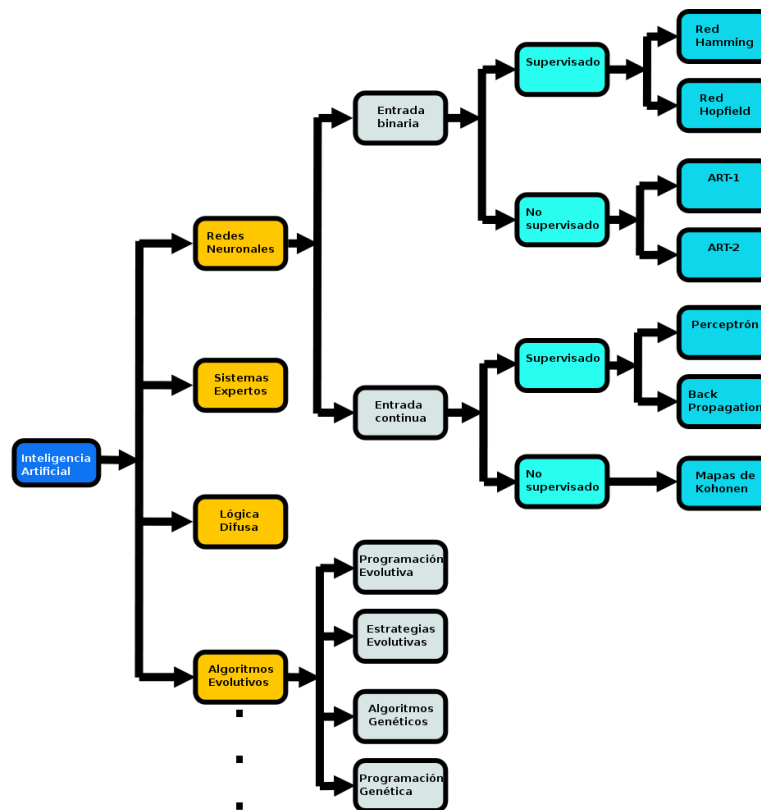 Inteligencia
Artificial
Redes
Neuronales
Sistemas
Expertos
Lógica
Difusa
Algoritmos
Evolutivos
Entrada
binaria
Entrada
continua
Programación
Evolutiva
Estrategias
Evolutivas
Algoritmos
Genéticos
Programación
Genética
Supervisado
No
supervisado
Supervisado
No
supervisado
Red
Hamming
Red
Hopfield
ART-1
ART-2
Perceptrón
Back
Propagation
Mapas de
Kohonen